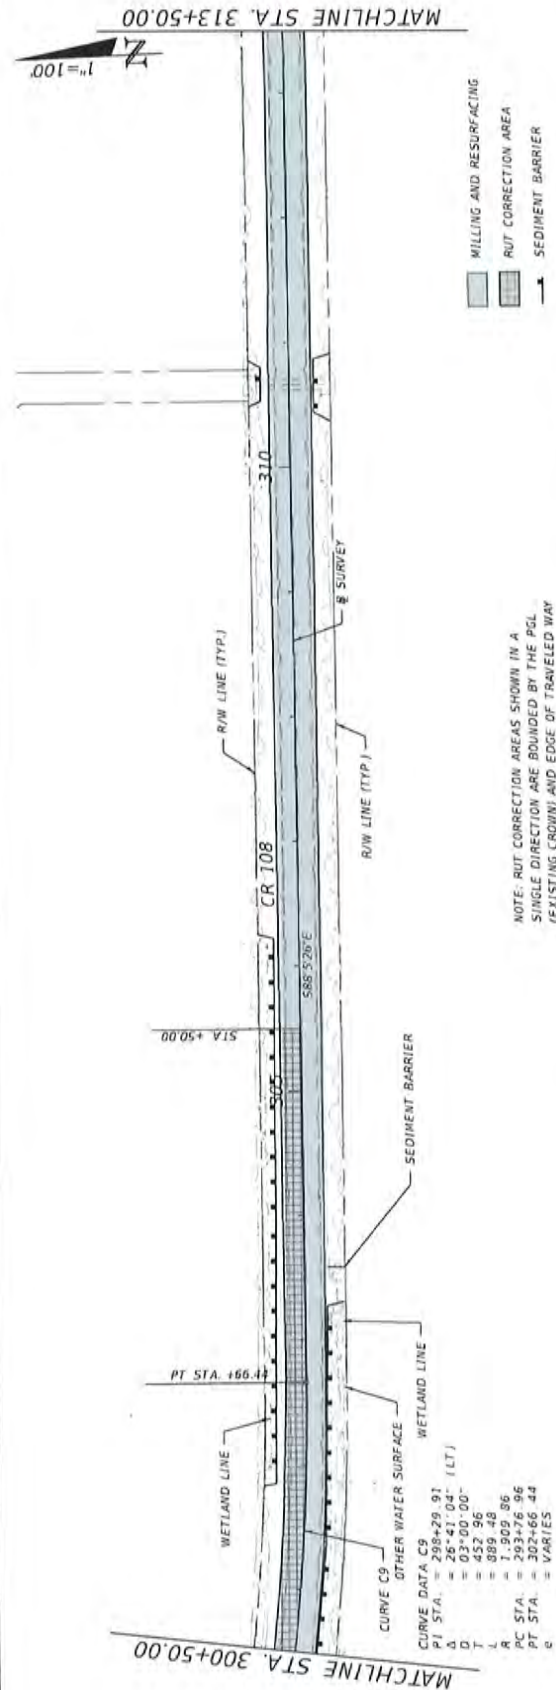 MATCHLINE STA. 313+50.00
1"=100'
N
R/W LINE (TYP.)
310
CR 108
STA +50.00
305
S88°5'26"E
SURVEY
R/W LINE (TYP.)
SEDIMENT BARRIER
PT STA. +66.44
WETLAND LINE
WETLAND LINE
OTHER WATER SURFACE
CURVE C9
MATCHLINE STA. 300+50.00
CURVE DATA C9
PI STA. = 298+29.91
Δ = 26°41'04" (LT)
D = 03°00'00"
T = 452.96
L = 889.48
R = 1,909.86
PC STA. = 293+76.96
PT STA. = 302+66.44
e = VARIES
NOTE: RUT CORRECTION AREAS SHOWN IN A
SINGLE DIRECTION ARE BOUNDED BY THE PGL
(EXISTING CROWN) AND EDGE OF TRAVELED WAY
MILLING AND RESURFACING
RUT CORRECTION AREA
SEDIMENT BARRIER